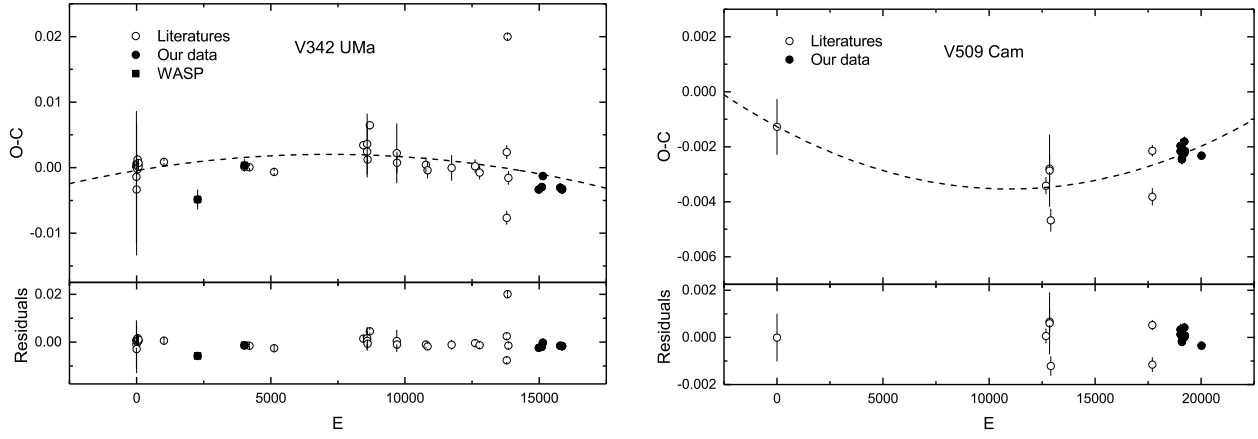 V342 UMa
Literatures
Our data
WASP
O-C
0.02
0.01
0.00
-0.01
Residuals
0.02
0.00
0
5000
10000
15000
E
V509 Cam
Literatures
Our data
O-C
0.002
0.000
-0.002
-0.004
-0.006
Residuals
0.002
0.000
-0.002
0
5000
10000
15000
20000
E